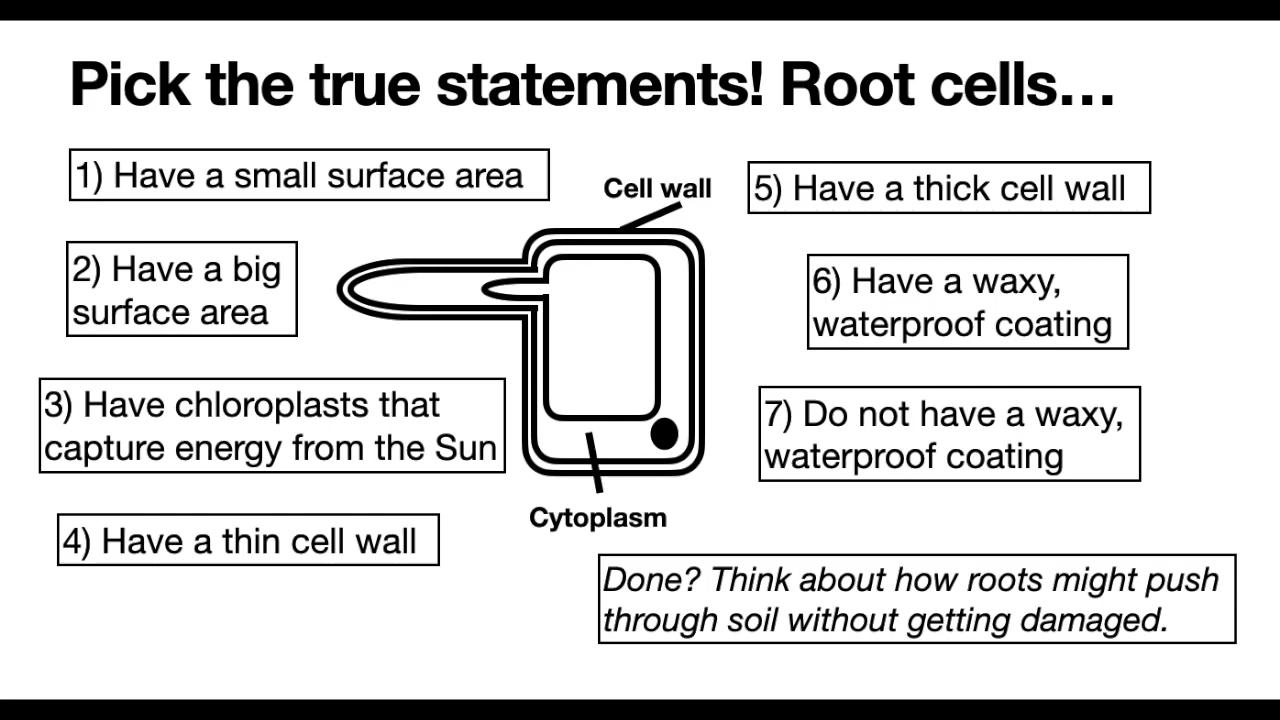 Pick the true statements! Root cells…
1) Have a small surface area
2) Have a big
surface area
3) Have chloroplasts that
capture energy from the Sun
4) Have a thin cell wall
Cell wall
Cytoplasm
5) Have a thick cell wall
6) Have a waxy,
waterproof coating
7) Do not have a waxy,
waterproof coating
Done? Think about how roots might push
through soil without getting damaged.